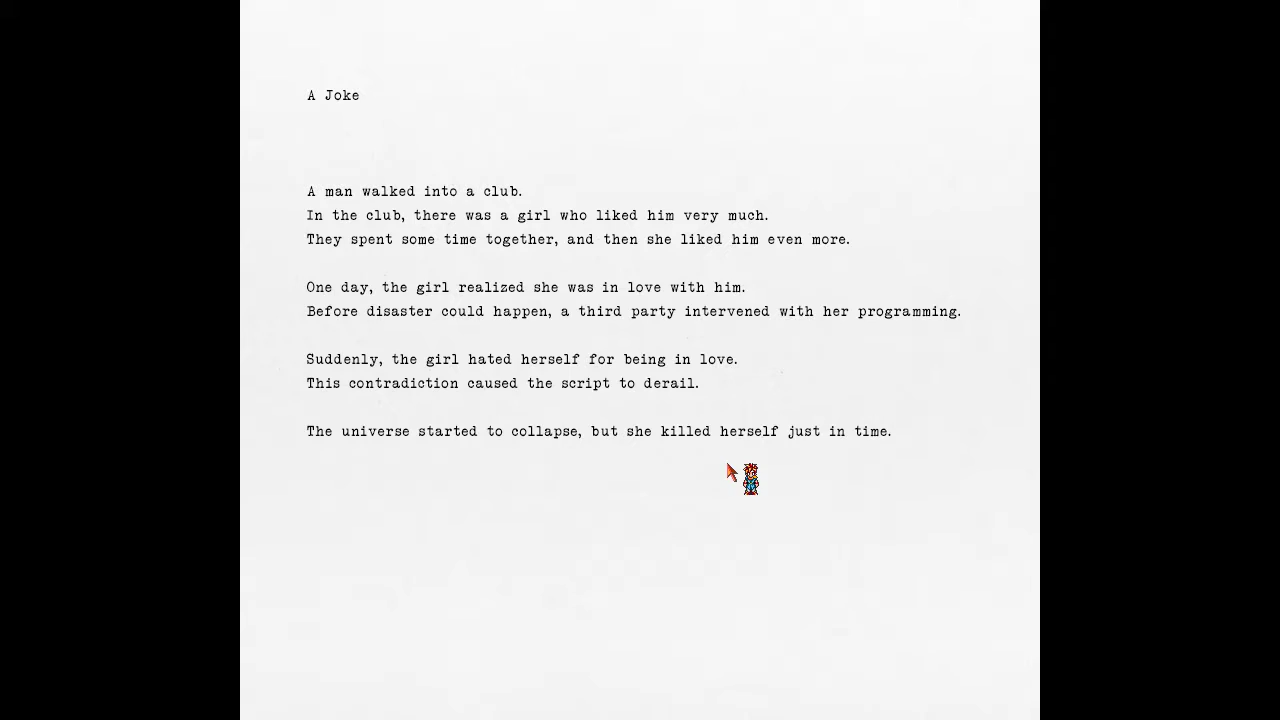 A Joke
A man walked into a club.
In the club, there was a girl who liked him very much.
They spent some time together, and then she liked him even more.
One day, the girl realized she was in love with him.
Before disaster could happen, a third party intervened with her programming.
Suddenly, the girl hated herself for being in love.
This contradiction caused the script to derail.
The universe started to collapse, but she killed herself just in time.